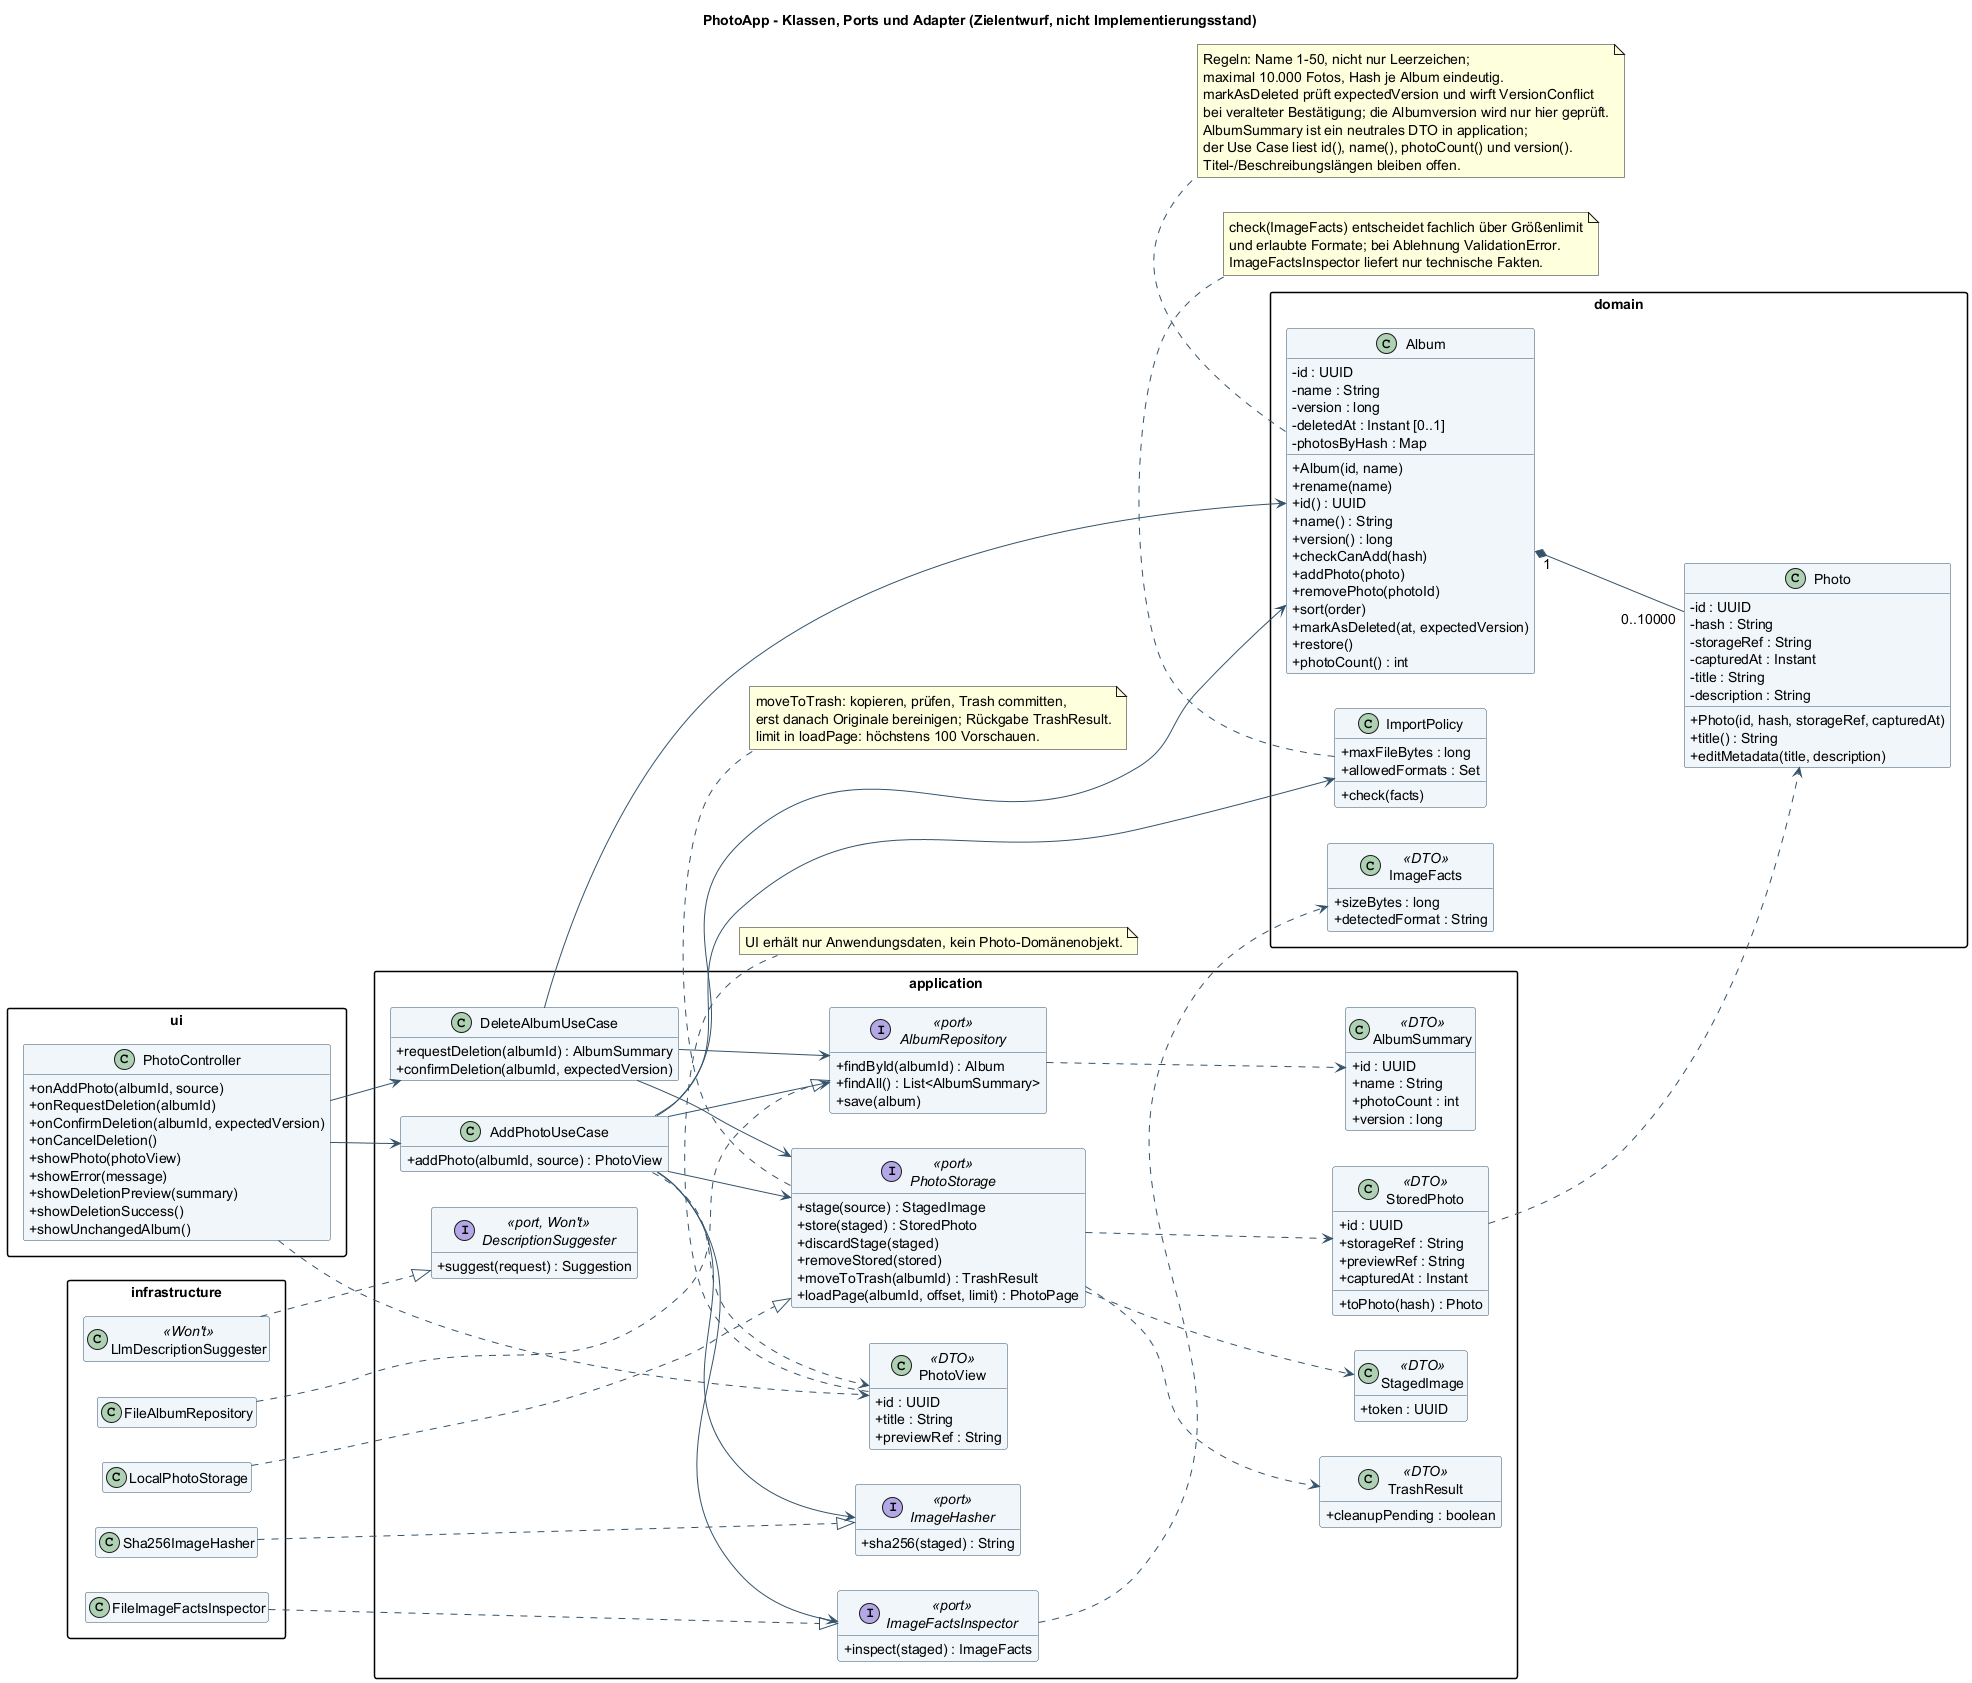 PhotoApp - Klassen, Ports und Adapter (Zielentwurf, nicht Implementierungsstand)
Regeln: Name 1-50, nicht nur Leerzeichen;
maximal 10.000 Fotos, Hash je Album eindeutig.
markAsDeleted prüft expectedVersion und wirft VersionConflict
bei veralteter Bestätigung; die Albumversion wird nur hier geprüft.
AlbumSummary ist ein neutrales DTO in application;
der Use Case liest id(), name(), photoCount() und version().
Titel-/Beschreibungslängen bleiben offen.
check(ImageFacts) entscheidet fachlich über Größenlimit
und erlaubte Formate; bei Ablehnung ValidationError.
ImageFactsInspector liefert nur technische Fakten.
domain
C Album
-id : UUID
-name : String
-version : long
-deletedAt : Instant [0..1]
-photosByHash : Map
+Album(id, name)
+rename(name)
+id() : UUID
+name() : String
+version() : long
+checkCanAdd(hash)
+addPhoto(photo)
+removePhoto(photoId)
+sort(order)
+markAsDeleted(at, expectedVersion)
+restore()
+photoCount() : int
1
0..10000
C Photo
-id : UUID
-hash : String
-storageRef : String
-capturedAt : Instant
-title : String
-description : String
+Photo(id, hash, storageRef, capturedAt)
+title() : String
+editMetadata(title, description)
moveToTrash: kopieren, prüfen, Trash committen,
erst danach Originale bereinigen; Rückgabe TrashResult.
limit in loadPage: höchstens 100 Vorschauen.
C ImportPolicy
+maxFileBytes : long
+allowedFormats : Set
+check(facts)
«DTO»
C ImageFacts
+sizeBytes : long
+detectedFormat : String
UI erhält nur Anwendungsdaten, kein Photo-Domänenobjekt.
application
ui
C PhotoController
+onAddPhoto(albumId, source)
+onRequestDeletion(albumId)
+onConfirmDeletion(albumId, expectedVersion)
+onCancelDeletion()
+showPhoto(photoView)
+showError(message)
+showDeletionPreview(summary)
+showDeletionSuccess()
+showUnchangedAlbum()
C DeleteAlbumUseCase
+requestDeletion(albumId) : AlbumSummary
+confirmDeletion(albumId, expectedVersion)
C AddPhotoUseCase
+addPhoto(albumId, source) : PhotoView
«port, Won't»
I DescriptionSuggester
+suggest(request) : Suggestion
«port»
I AlbumRepository
+findById(albumId) : Album
+findAll() : List<AlbumSummary>
+save(album)
«DTO»
C AlbumSummary
+id : UUID
+name : String
+photoCount : int
+version : long
«port»
I PhotoStorage
+stage(source) : StagedImage
+store(staged) : StoredPhoto
+discardStage(staged)
+removeStored(stored)
+moveToTrash(albumId) : TrashResult
+loadPage(albumId, offset, limit) : PhotoPage
«DTO»
C StoredPhoto
+id : UUID
+storageRef : String
+previewRef : String
+capturedAt : Instant
+toPhoto(hash) : Photo
infrastructure
«Won't»
C LlmDescriptionSuggester
C FileAlbumRepository
C LocalPhotoStorage
C Sha256ImageHasher
C FileImageFactsInspector
«DTO»
C PhotoView
+id : UUID
+title : String
+previewRef : String
«DTO»
C StagedImage
+token : UUID
«DTO»
C TrashResult
+cleanupPending : boolean
«port»
I ImageHasher
+sha256(staged) : String
«port»
I ImageFactsInspector
+inspect(staged) : ImageFacts